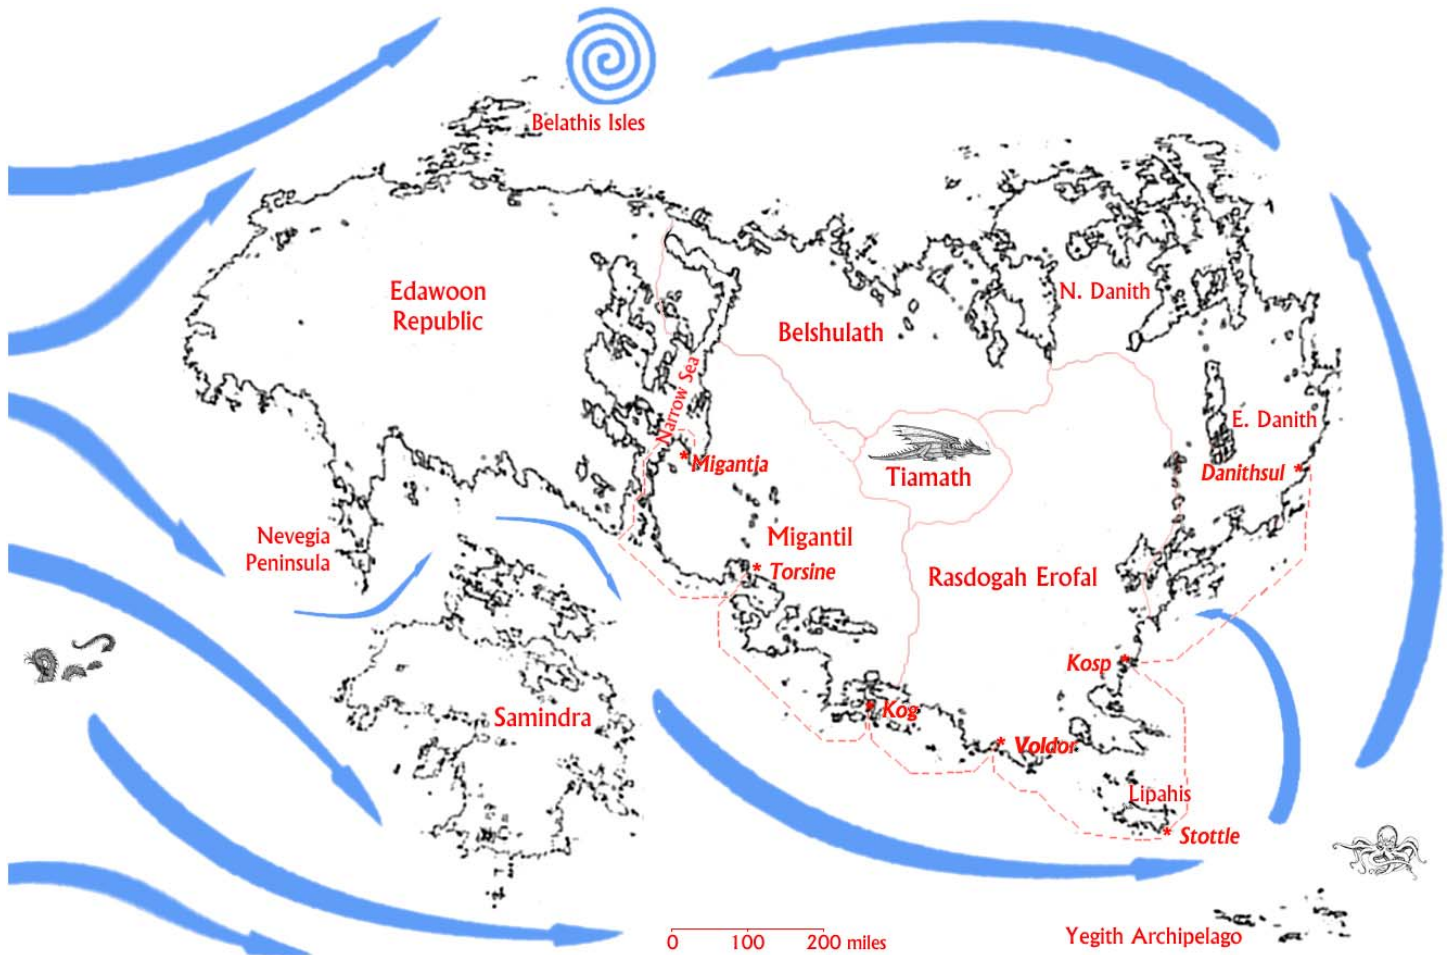 Belathis Isles
Edawoon
Republic
Belshulath
N. Danith
Narrow Sea
E. Danith
Migantia
Tiamath
Danithsul
Nevegia
Peninsula
Migantil
Torsine
Rasdogah Erofal
Kosp
Samindra
Kog
Voldor
Lipahis
Stottle
Yegith Archipelago
0 100 200 miles